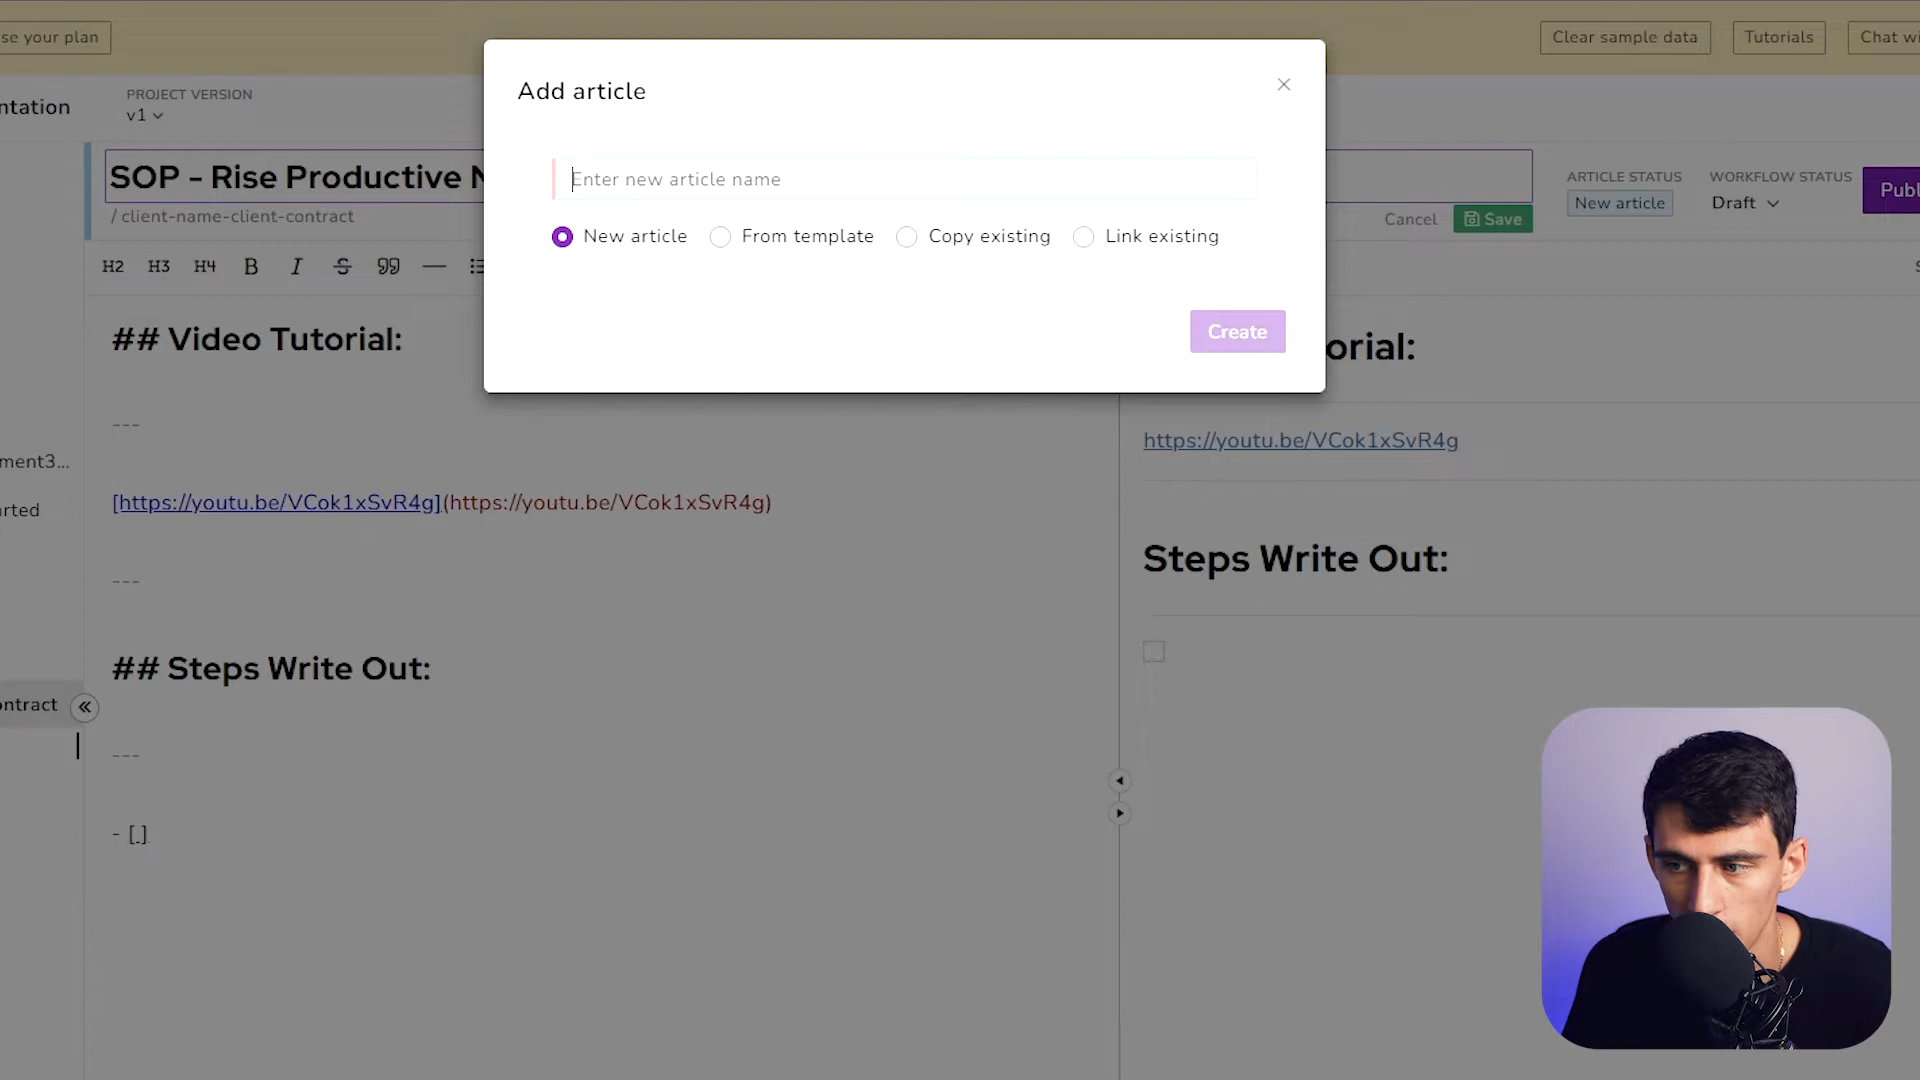 se your plan
Clear sample data
Tutorials
Chat wi
Add article
ntation
PROJECT VERSION
v1
SOP - Rise Productive N
/ client-name-client-contract
Enter new article name
New article
From template
Copy existing
Link existing
Create
ARTICLE STATUS
New article
WORKFLOW STATUS
Draft
Publ
Cancel
Save
H2 H3 H4 B I S
## Video Tutorial:
---
[https://youtu.be/VCok1xSvR4g](https://youtu.be/VCok1xSvR4g)
---
## Steps Write Out:
---
- [ ]
orial:
https://youtu.be/VCok1xSvR4g
Steps Write Out:
ment3...
rted
ontract